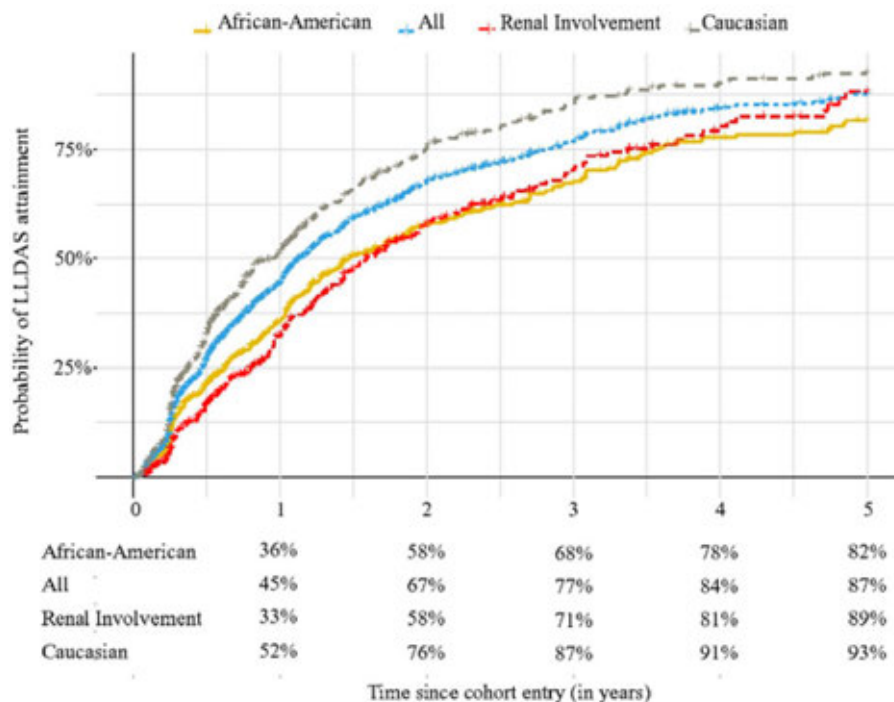 African-American All Renal Involvement Caucasian
Probability of LLDAS attainment
75%
50%
25%
0 1 2 3 4 5
African-American 36% 58% 68% 78% 82%
All 45% 67% 77% 84% 87%
Renal Involvement 33% 58% 71% 81% 89%
Caucasian 52% 76% 87% 91% 93%
Time since cohort entry (in years)